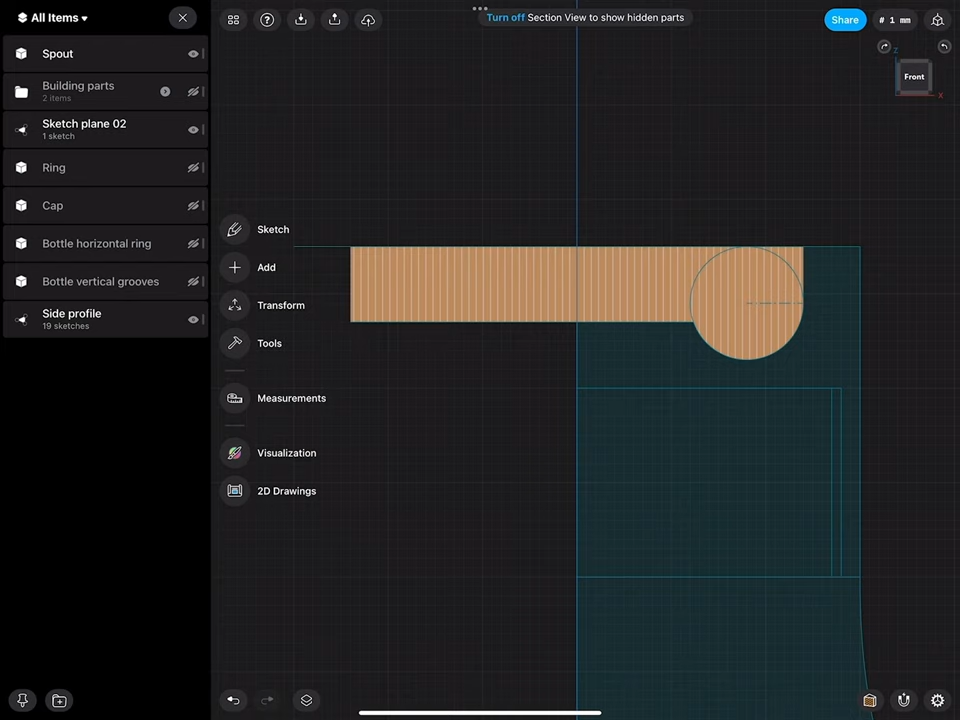 All Items
Spout
Building parts
2 items
Sketch plane 02
1 sketch
Ring
Cap
Bottle horizontal ring
Bottle vertical grooves
Side profile
19 sketches
Turn off Section View to show hidden parts
Share
# 1 mm
Z
Front
X
Sketch
Add
Transform
Tools
Measurements
Visualization
2D Drawings